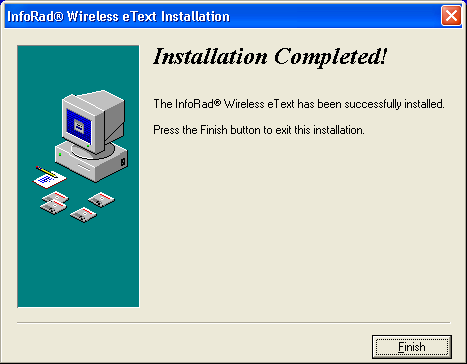 InfoRad® Wireless eText Installation
Installation Completed!
The InfoRad® Wireless eText has been successfully installed.
Press the Finish button to exit this installation.
Finish